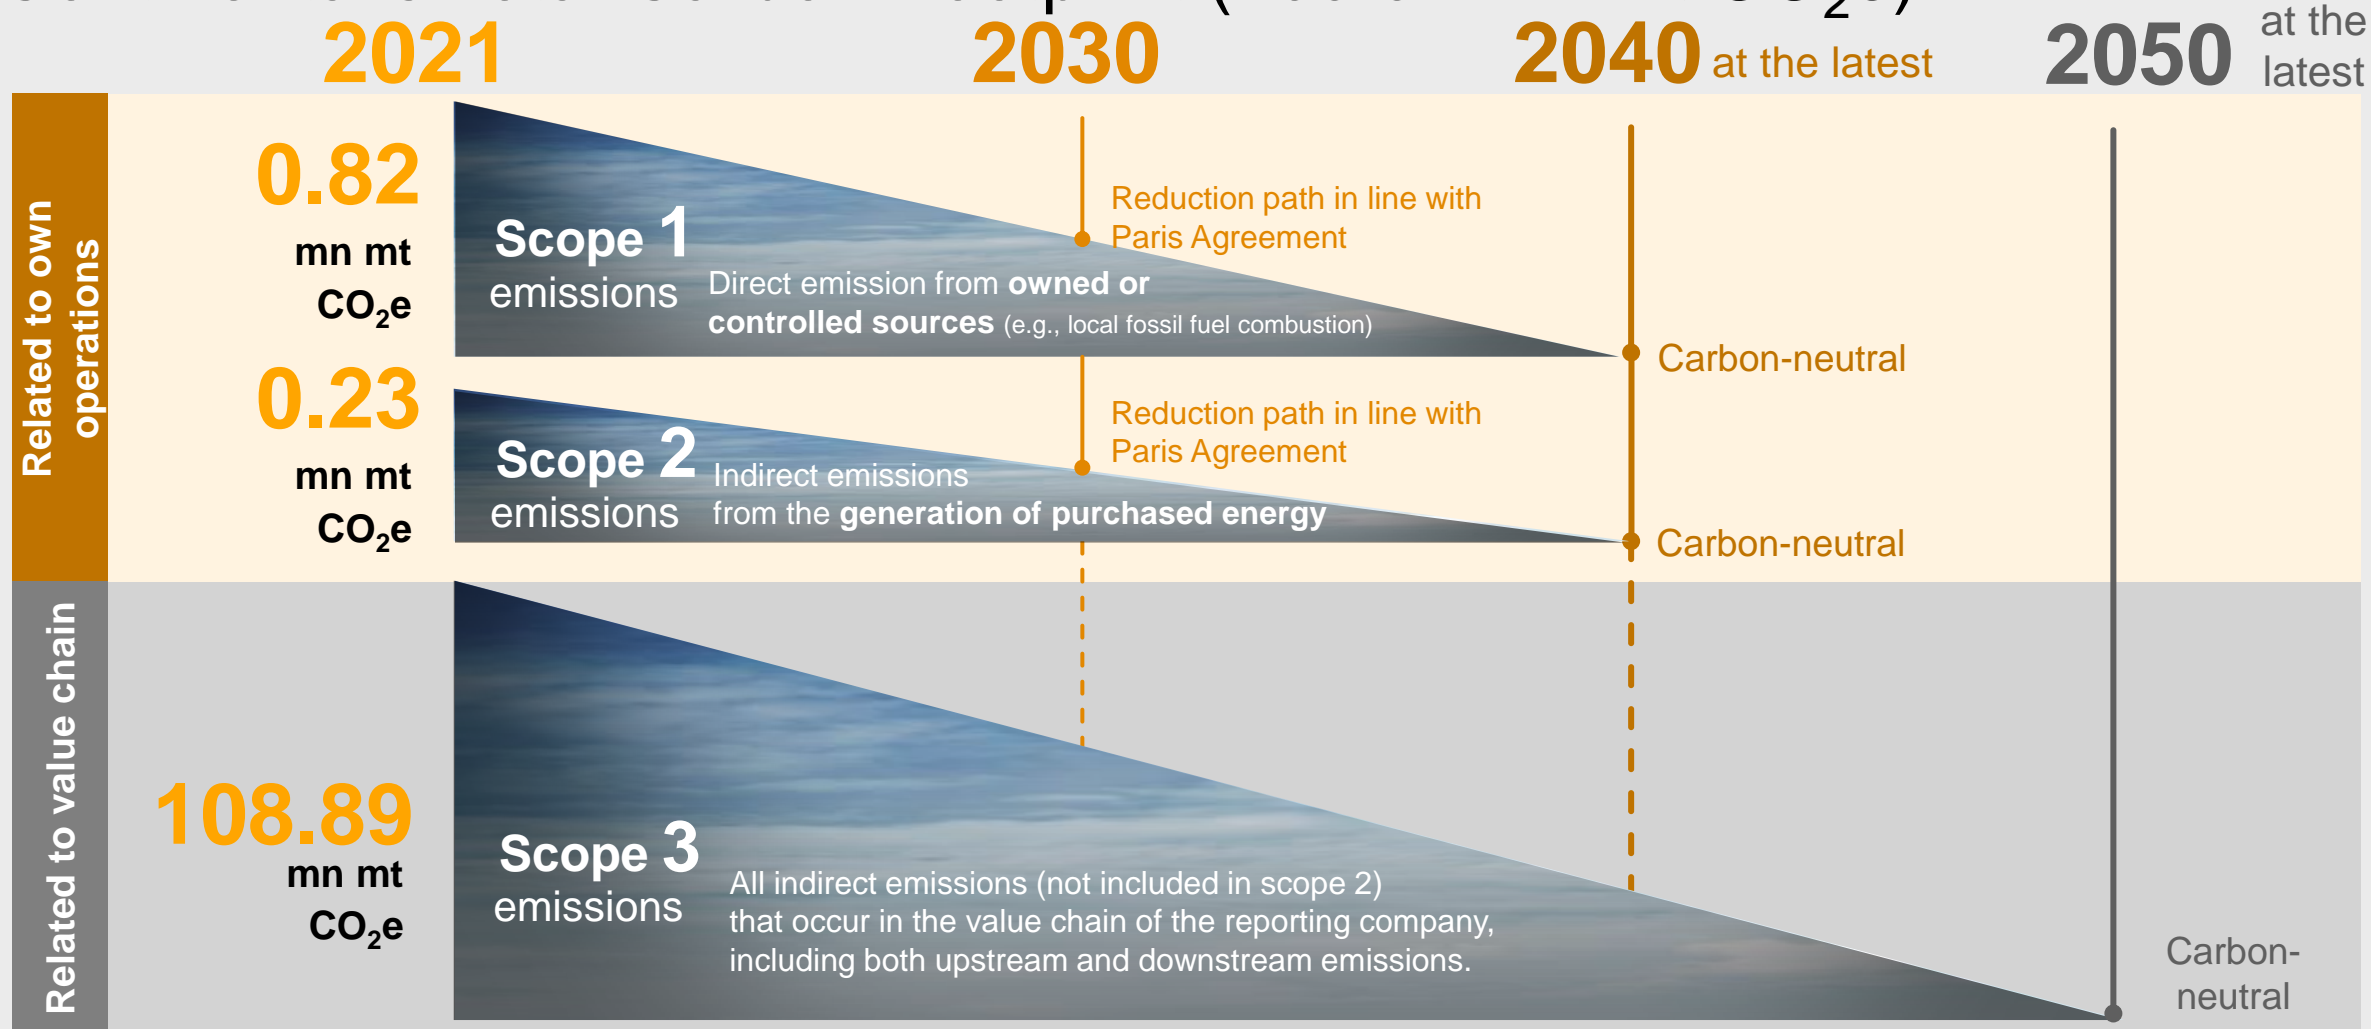 2021
2030
2040 at the latest
2050 at the
latest
Related to own
operations
0.82
mn mt
CO₂e
Scope 1
emissions
Direct emission from owned or
controlled sources (e.g., local fossil fuel combustion)
Reduction path in line with
Paris Agreement
Carbon-neutral
0.23
mn mt
CO₂e
Scope 2
emissions
Indirect emissions
from the generation of purchased energy
Reduction path in line with
Paris Agreement
Carbon-neutral
Related to value chain
108.89
mn mt
CO₂e
Scope 3
emissions
All indirect emissions (not included in scope 2)
that occur in the value chain of the reporting company,
including both upstream and downstream emissions.
Carbon-
neutral